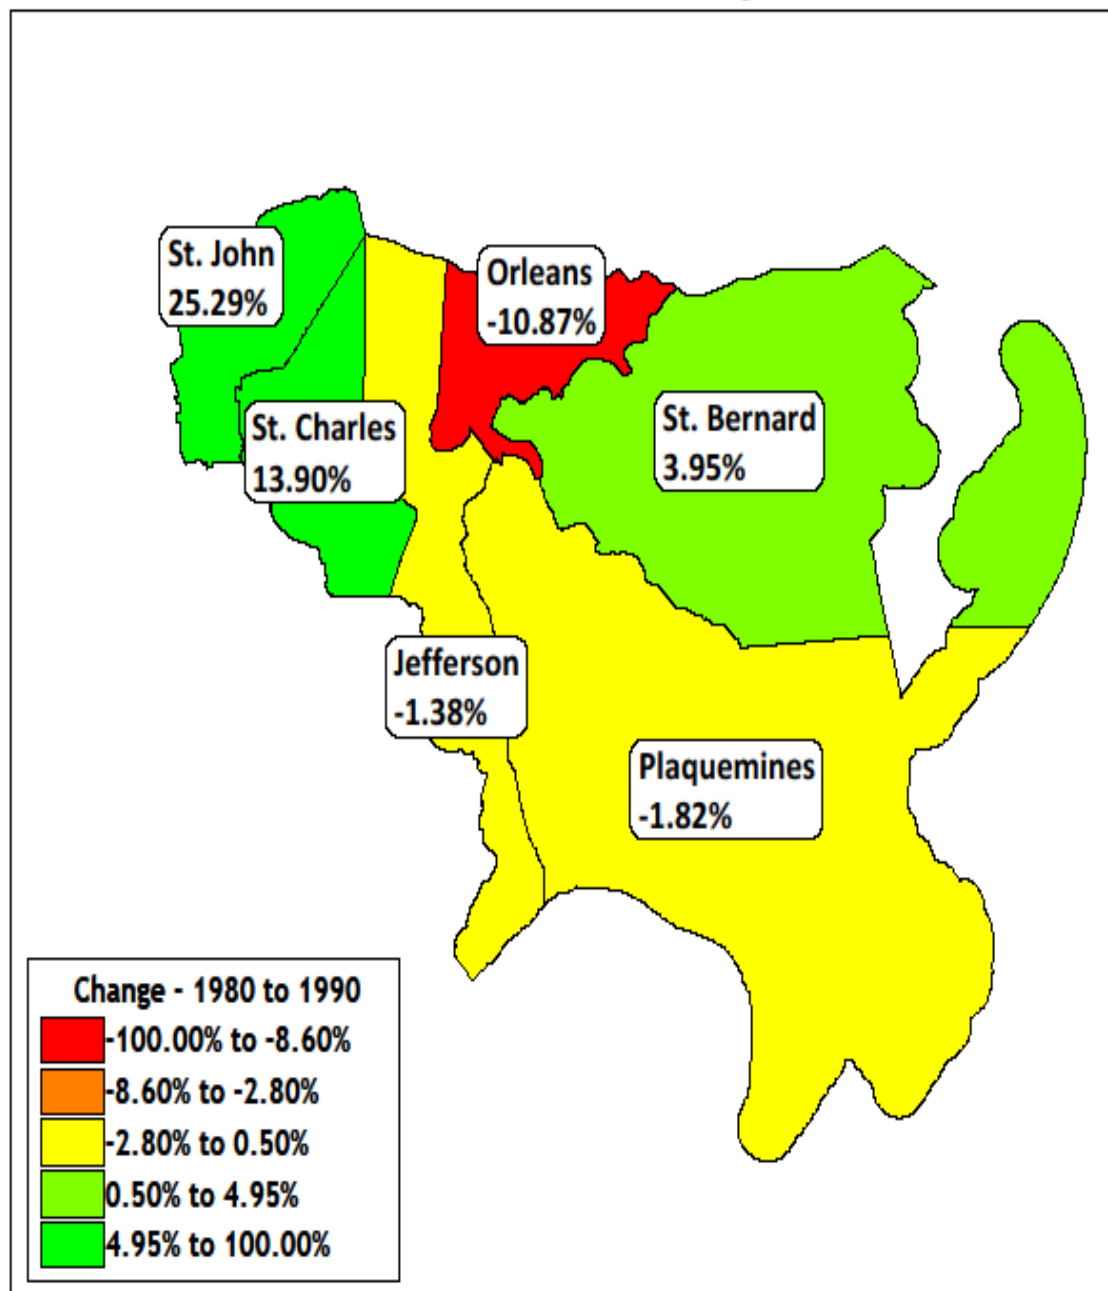 St. John
25.29%
Orleans
-10.87%
St. Charles
13.90%
St. Bernard
3.95%
Jefferson
-1.38%
Plaquemines
-1.82%
Change - 1980 to 1990
-100.00% to -8.60%
-8.60% to -2.80%
-2.80% to 0.50%
0.50% to 4.95%
4.95% to 100.00%